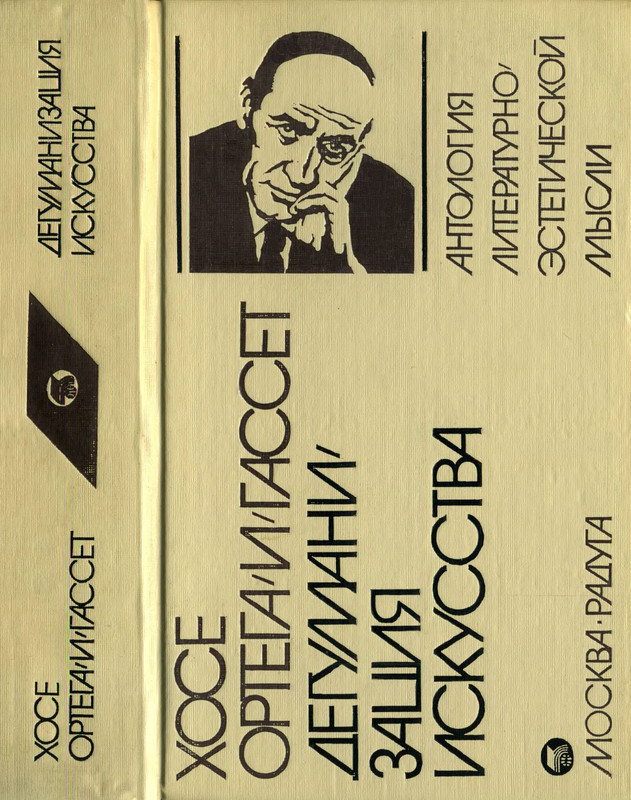 ХОСЕ
ОРТЕГА-И-ГАССЕТ
ДЕГУМАНИЗАЦИЯ
ИСКУССТВА
АНТОЛОГИЯ
ЛИТЕРАТУРНО-
ЭСТЕТИЧЕСКОЙ
МЫСЛИ
ХОСЕ
ОРТЕГА-И-ГАССЕТ
ДЕГУМАНИ-
ЗАЦИЯ
ИСКУССТВА
МОСКВА·РАДУГА